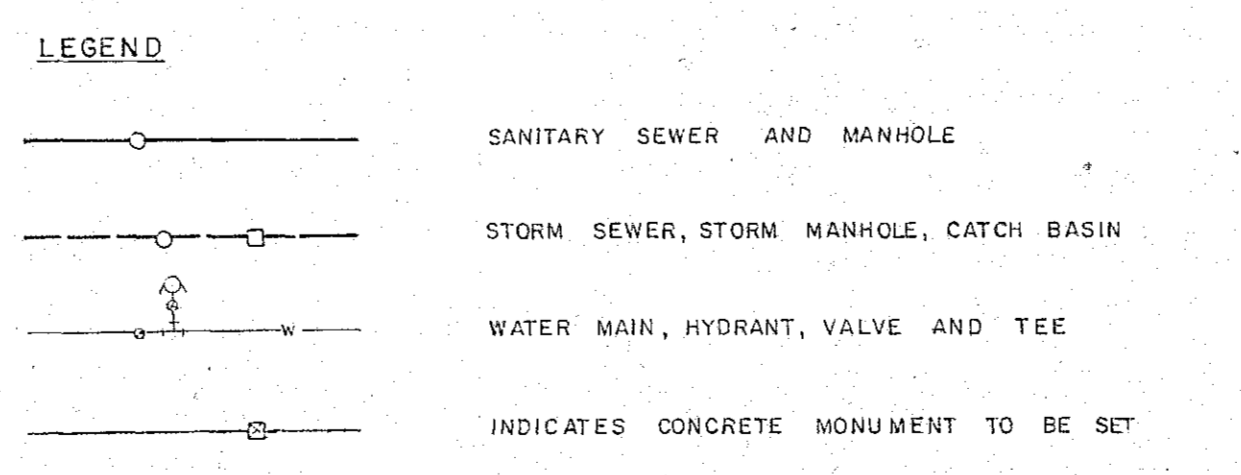 LEGEND
SANITARY SEWER AND MANHOLE
STORM SEWER, STORM MANHOLE, CATCH BASIN
W
WATER MAIN, HYDRANT, VALVE AND TEE
INDICATES CONCRETE MONUMENT TO BE SET